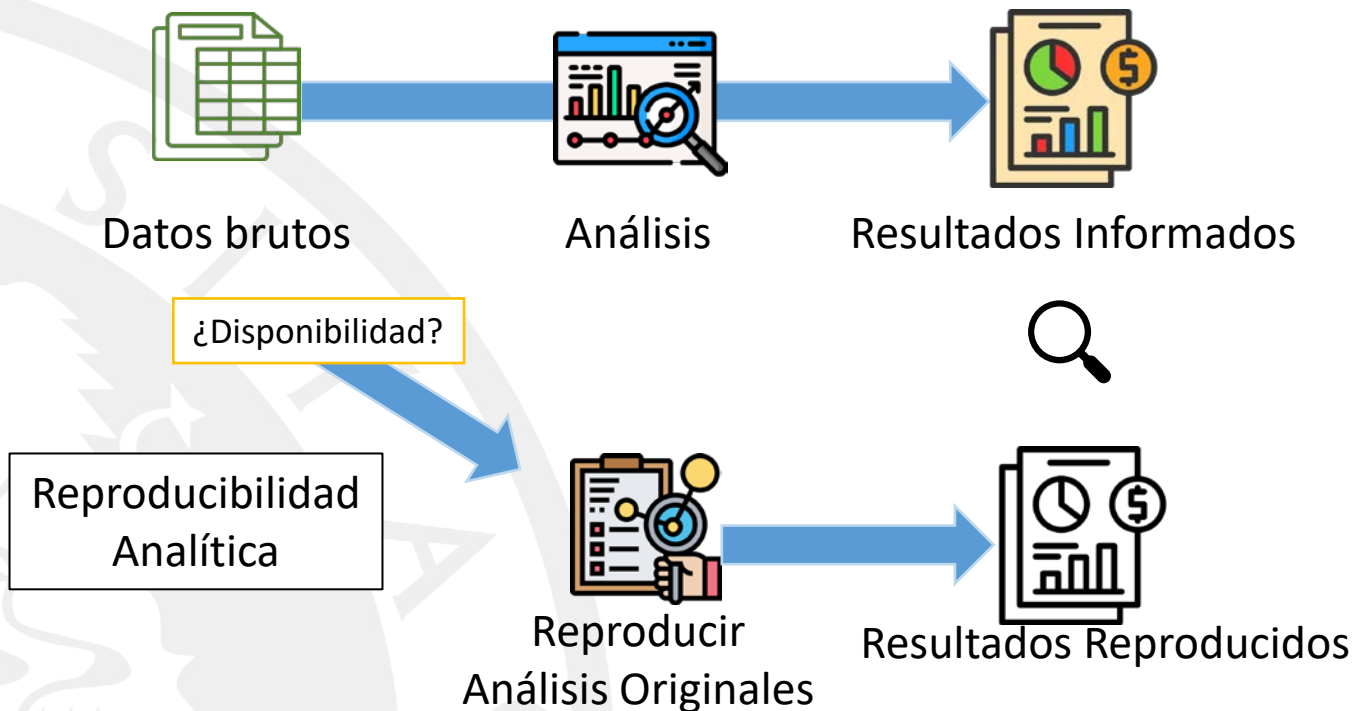 Datos brutos
Análisis
Resultados Informados
¿Disponibilidad?
Reproducibilidad
Analítica
Reproducir
Análisis Originales
Resultados Reproducidos